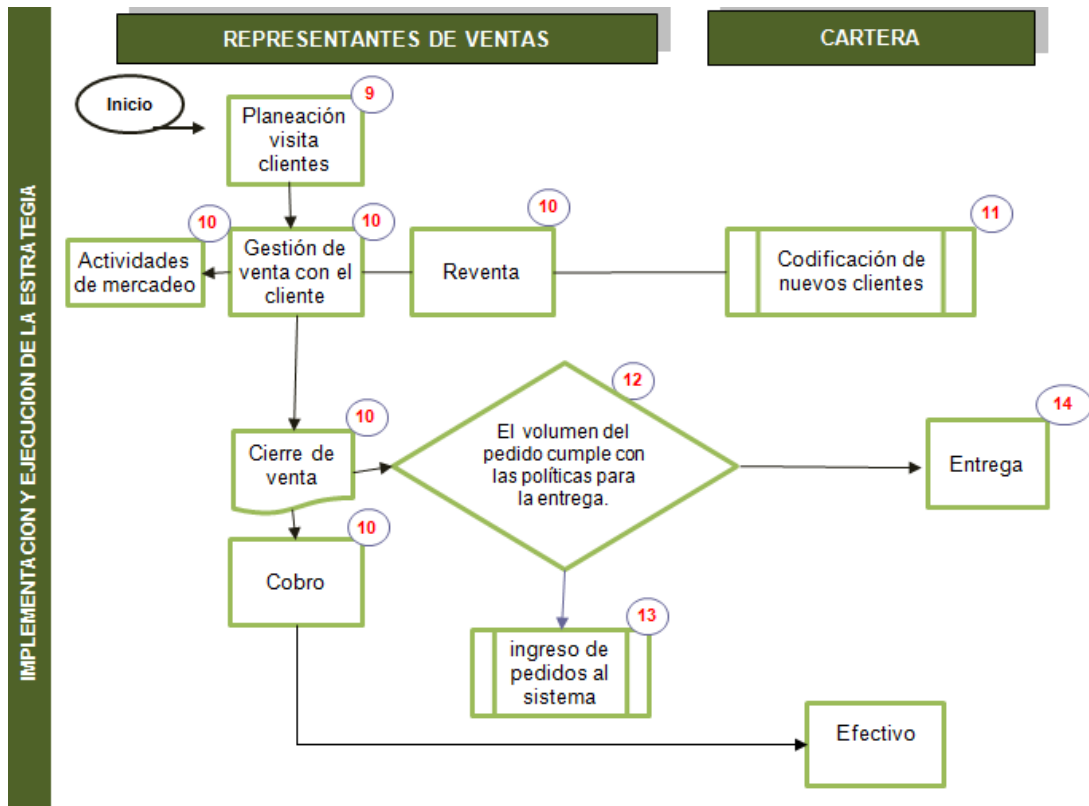 REPRESENTANTES DE VENTAS
CARTERA
IMPLEMENTACION Y EJECUCION DE LA ESTRATEGIA
Inicio
9
Planeación
visita
clientes
10
Actividades
de mercadeo
10
Gestión de
venta con el
cliente
10
Reventa
11
Codificación de
nuevos clientes
10
Cierre de
venta
12
El volumen del
pedido cumple con
las políticas para
la entrega.
14
Entrega
10
Cobro
13
ingreso de
pedidos al
sistema
Efectivo